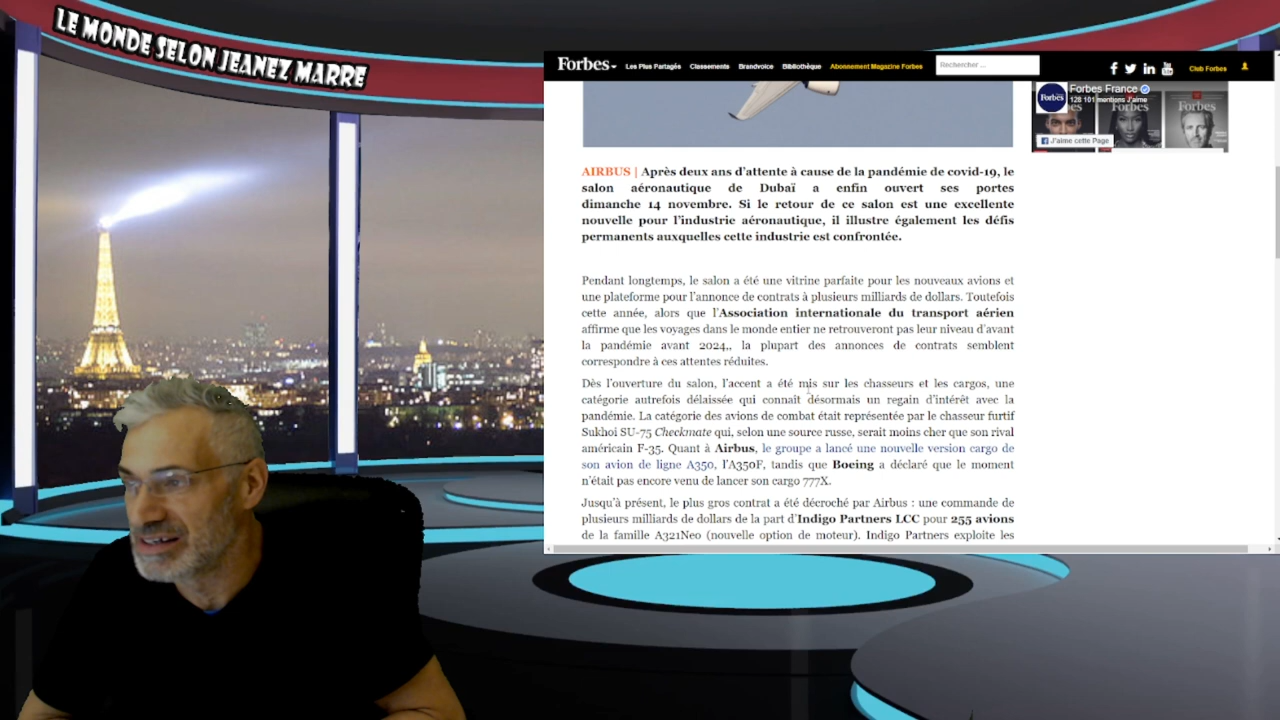 LE MONDE SELON JEANEZ MARRE
Forbes Les Plus Partagés Classements Brandvoice Bibliothèque Abonnement Magazine Forbes Rechercher ... Club Forbes
Forbes Forbes France
128 101 mentions J'aime
Forbes Forbes
J'aime cette Page
AIRBUS | Après deux ans d'attente à cause de la pandémie de covid-19, le
salon aéronautique de Dubaï a enfin ouvert ses portes
dimanche 14 novembre. Si le retour de ce salon est une excellente
nouvelle pour l'industrie aéronautique, il illustre également les défis
permanents auxquelles cette industrie est confrontée.
Pendant longtemps, le salon a été une vitrine parfaite pour les nouveaux avions et
une plateforme pour l'annonce de contrats à plusieurs milliards de dollars. Toutefois
cette année, alors que l'Association internationale du transport aérien
affirme que les voyages dans le monde entier ne retrouveront pas leur niveau d'avant
la pandémie avant 2024,, la plupart des annonces de contrats semblent
correspondre à ces attentes réduites.
Dès l'ouverture du salon, l'accent a été mis sur les chasseurs et les cargos, une
catégorie autrefois délaissée qui connaît désormais un regain d'intérêt avec la
pandémie. La catégorie des avions de combat était représentée par le chasseur furtif
Sukhoi SU-75 Checkmate qui, selon une source russe, serait moins cher que son rival
américain F-35. Quant à Airbus, le groupe a lancé une nouvelle version cargo de
son avion de ligne A350, l'A350F, tandis que Boeing a déclaré que le moment
n'était pas encore venu de lancer son cargo 777X.
Jusqu'à présent, le plus gros contrat a été décroché par Airbus : une commande de
plusieurs milliards de dollars de la part d'Indigo Partners LCC pour 255 avions
de la famille A321Neo (nouvelle option de moteur). Indigo Partners exploite les